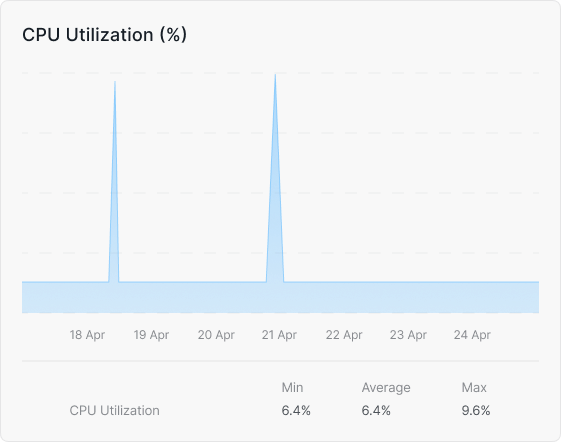 CPU Utilization (%)
18 Apr 19 Apr 20 Apr 21 Apr 22 Apr 23 Apr 24 Apr
Min Average Max
CPU Utilization 6.4% 6.4% 9.6%